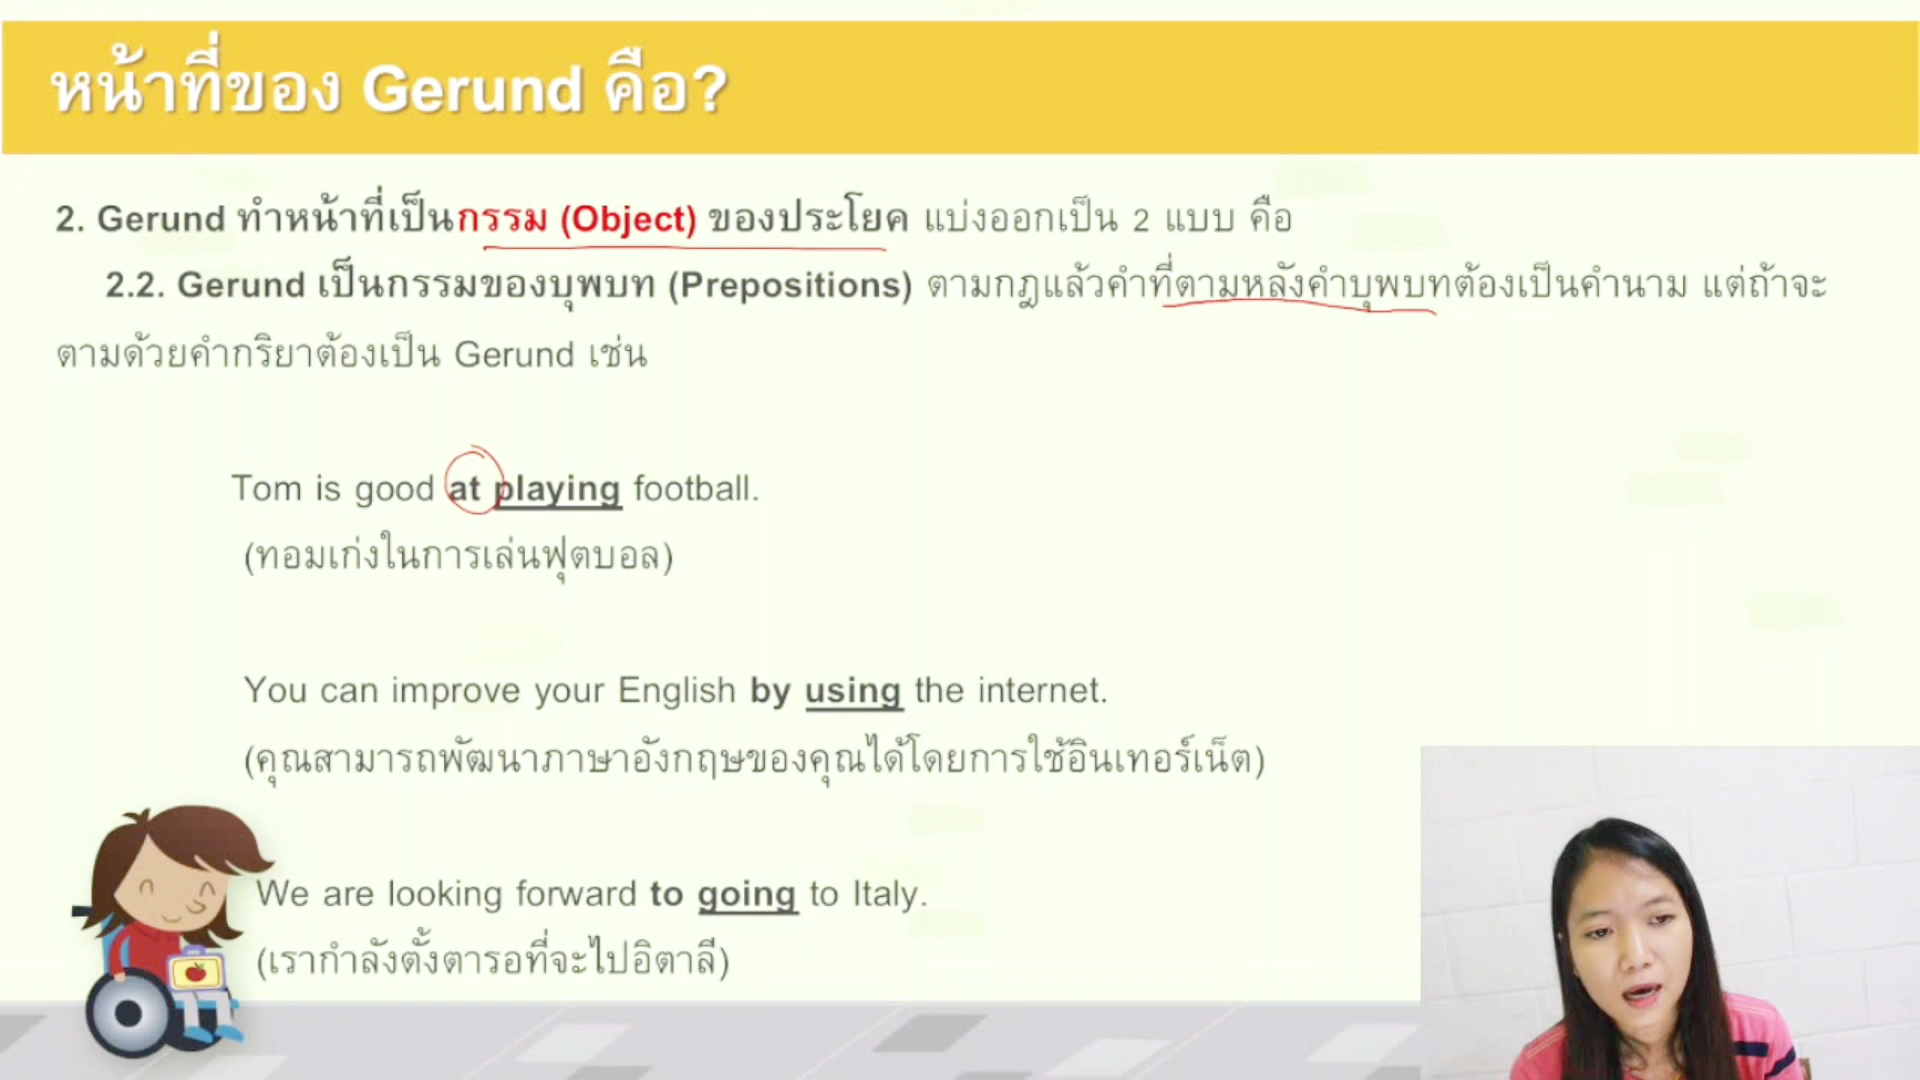 หน้าที่ของ Gerund คือ?
2. Gerund ทำหน้าที่เป็นกรรม (Object) ของประโยค แบ่งออกเป็น 2 แบบ คือ
2.2. Gerund เป็นกรรมของบุพบท (Prepositions) ตามกฎแล้วคำที่ตามหลังคำบุพบทต้องเป็นคำนาม แต่ถ้าจะ
ตามด้วยคำกริยาต้องเป็น Gerund เช่น
Tom is good at playing football.
(ทอมเก่งในการเล่นฟุตบอล)
You can improve your English by using the internet.
(คุณสามารถพัฒนาภาษาอังกฤษของคุณได้โดยการใช้อินเทอร์เน็ต)
We are looking forward to going to Italy.
(เรากำลังตั้งตารอที่จะไปอิตาลี)